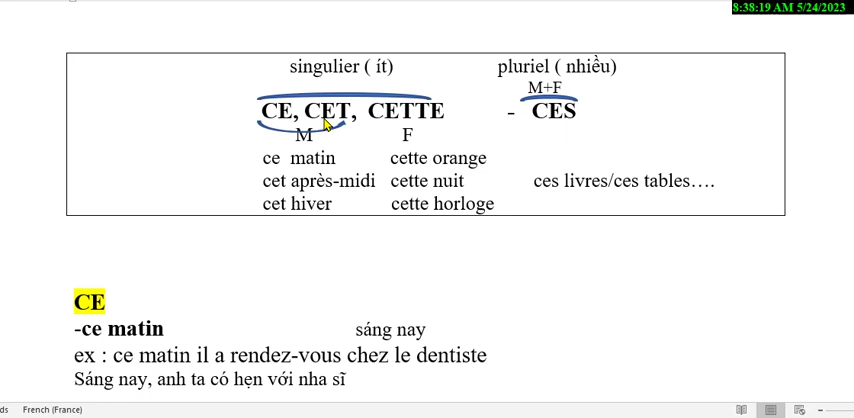 8:38:19 AM 5/24/2023
singulier ( ít) pluriel ( nhiều)
M+F
CE, CET, CETTE - CES
M F
ce matin cette orange
cet après-midi cette nuit ces livres/ces tables….
cet hiver cette horloge
CE
-ce matin sáng nay
ex : ce matin il a rendez-vous chez le dentiste
Sáng nay, anh ta có hẹn với nha sĩ
ds French (France)